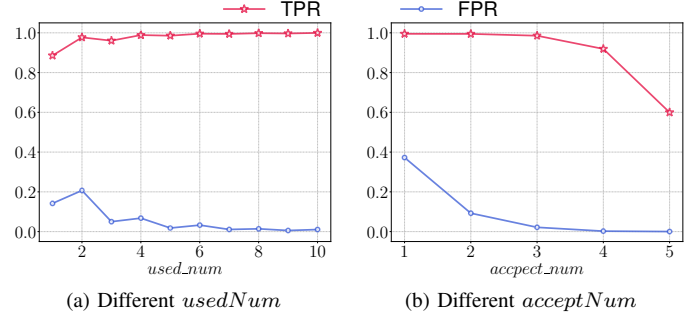 TPR FPR
1.0
0.8
0.6
0.4
0.2
0.0
2 4 6 8 10
used_num
(a) Different usedNum
1.0
0.8
0.6
0.4
0.2
0.0
1 2 3 4 5
accpect_num
(b) Different acceptNum